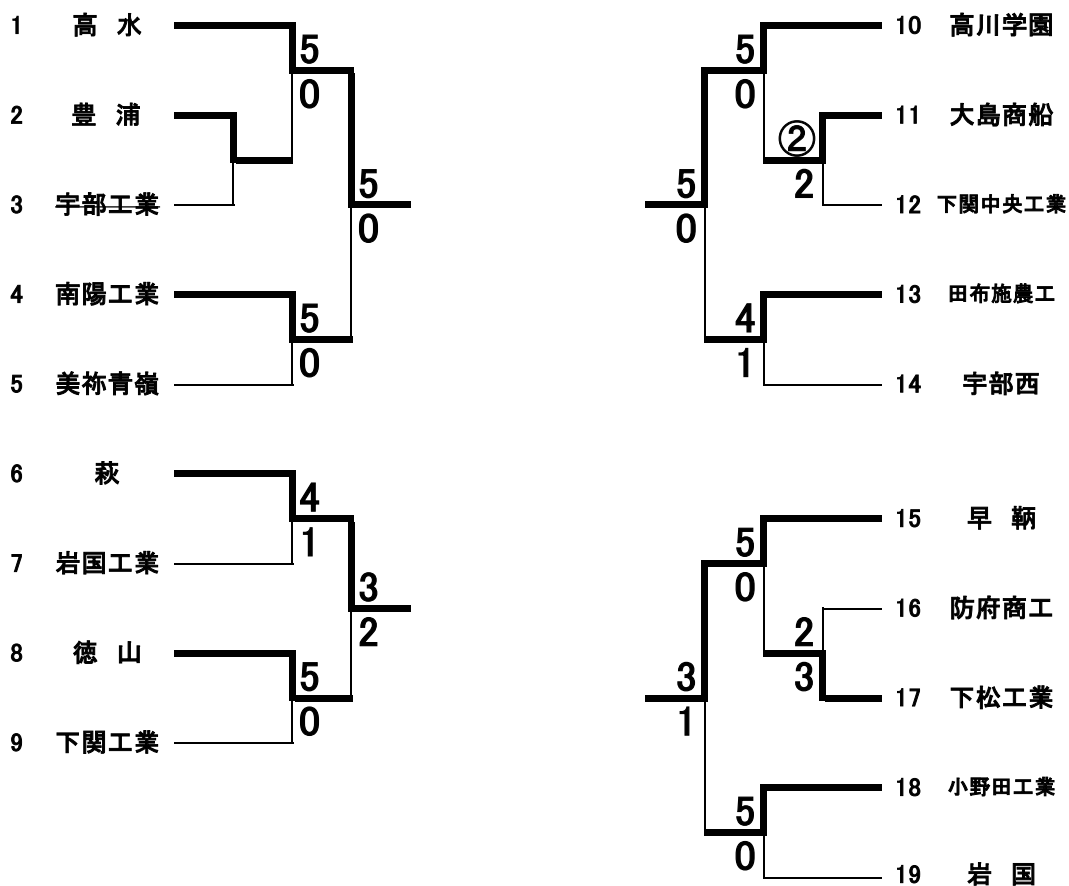 1 高水
5
0
2 豊浦
3 宇部工業
5
0
4 南陽工業
5
0
5 美祢青嶺
6 萩
4
1
7 岩国工業
3
2
8 徳山
5
0
9 下関工業
10 高川学園
5
0
11 大島商船
②
2
12 下関中央工業
5
0
13 田布施農工
4
1
14 宇部西
15 早鞆
5
0
16 防府商工
2
3
17 下松工業
3
1
18 小野田工業
5
0
19 岩国